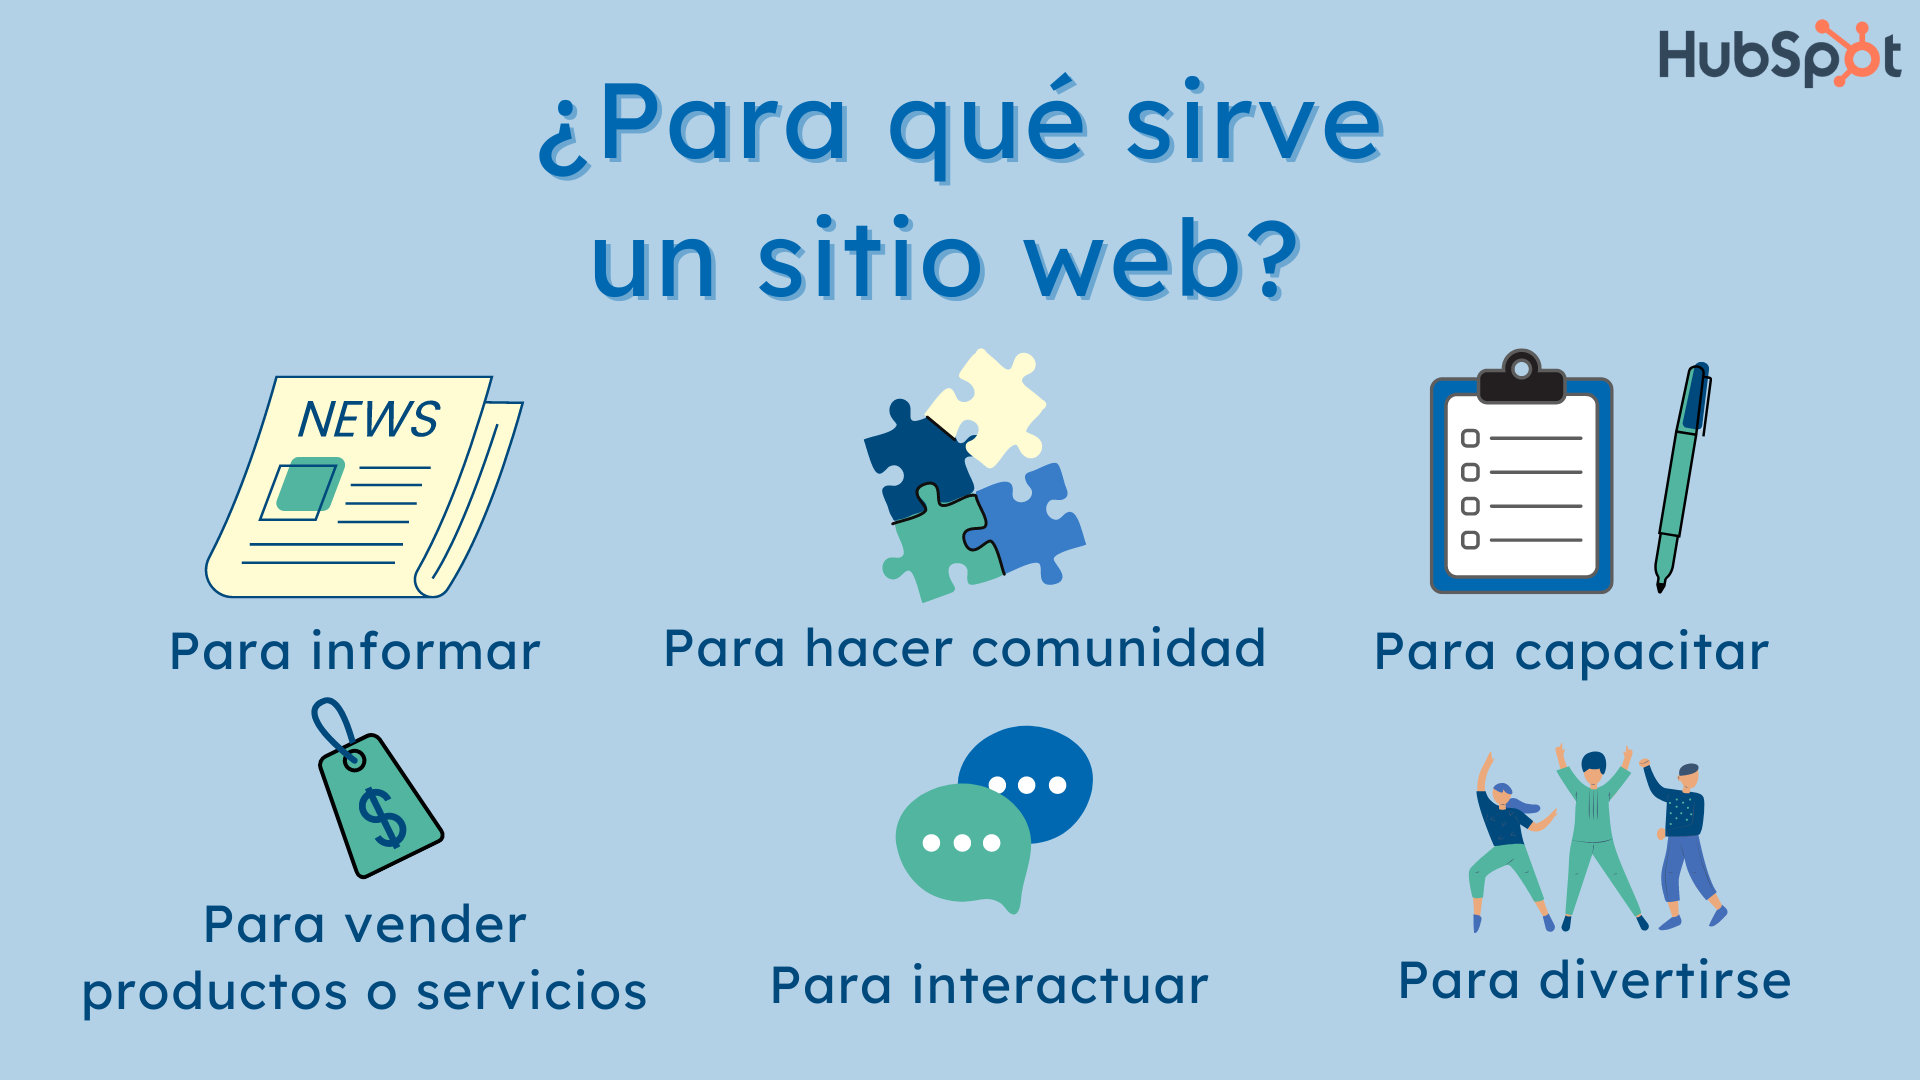 HubSpot
¿Para qué sirve
un sitio web?
NEWS
Para informar
Para hacer comunidad
Para capacitar
$
Para vender
productos o servicios
Para interactuar
Para divertirse